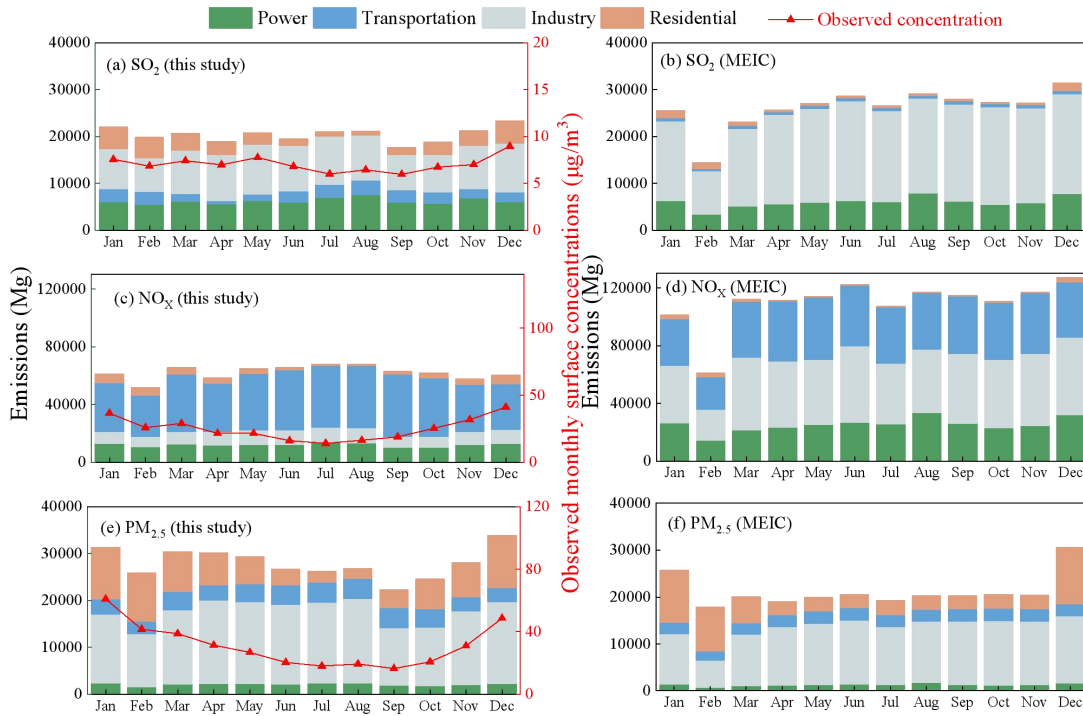 Power Transportation Industry Residential Observed concentration
(a) SO2 (this study)
40000
30000
20000
10000
0
20
15
10
5
0
Jan Feb Mar Apr May Jun Jul Aug Sep Oct Nov Dec
(b) SO2 (MEIC)
40000
30000
20000
10000
0
Jan Feb Mar Apr May Jun Jul Aug Sep Oct Nov Dec
(c) NOX (this study)
120000
80000
40000
0
100
50
0
Jan Feb Mar Apr May Jun Jul Aug Sep Oct Nov Dec
(d) NOX (MEIC)
120000
80000
40000
0
Jan Feb Mar Apr May Jun Jul Aug Sep Oct Nov Dec
(e) PM2.5 (this study)
40000
30000
20000
10000
0
120
80
40
0
Jan Feb Mar Apr May Jun Jul Aug Sep Oct Nov Dec
(f) PM2.5 (MEIC)
40000
30000
20000
10000
0
Jan Feb Mar Apr May Jun Jul Aug Sep Oct Nov Dec
Emissions (Mg)
Observed monthly surface concentrations (μg/m3)
Emissions (Mg)